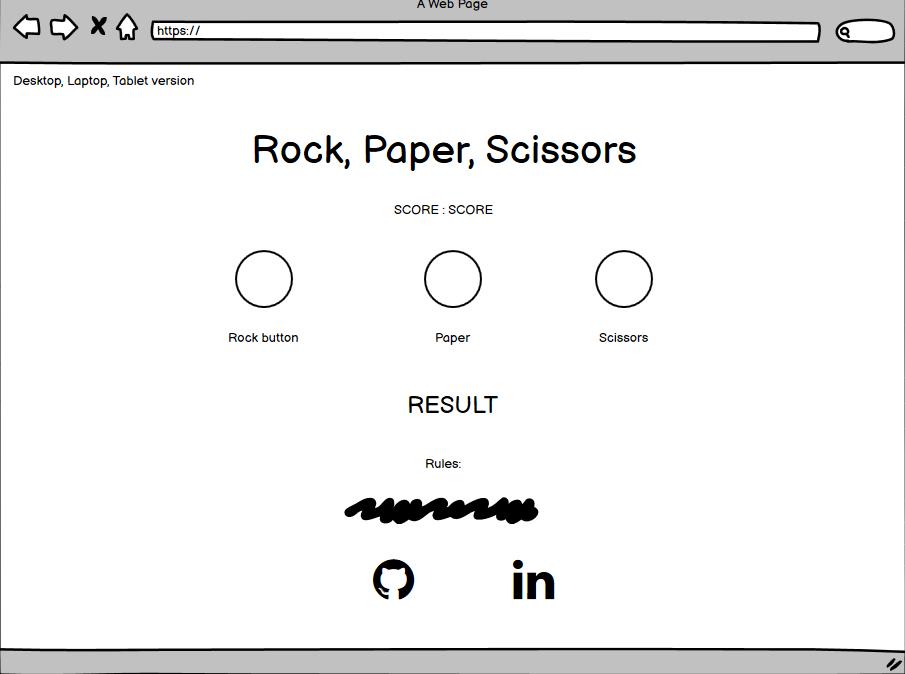 A Web Page
https://
Desktop, Laptop, Tablet version
Rock, Paper, Scissors
SCORE : SCORE
Rock button Paper Scissors
RESULT
Rules:
in